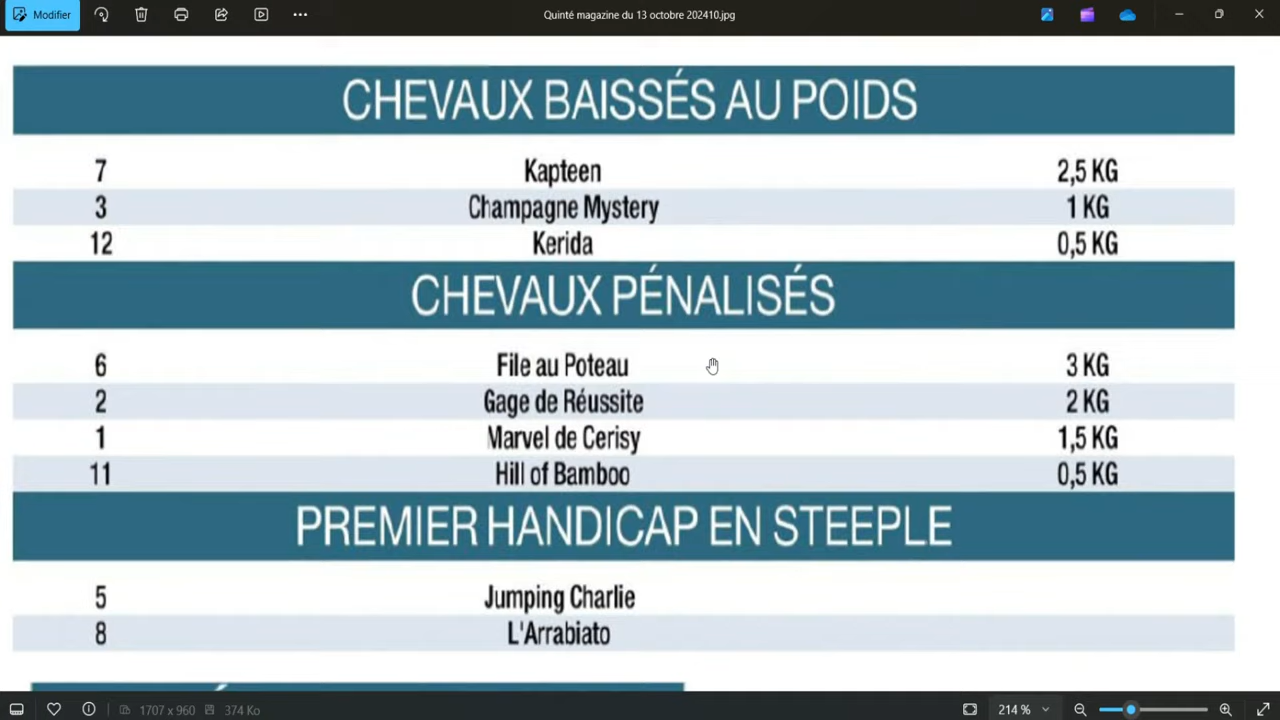 Modifier
Quinté magazine du 13 octobre 202410.jpg
CHEVAUX BAISSÉS AU POIDS
7 Kapteen 2,5 KG
3 Champagne Mystery 1 KG
12 Kerida 0,5 KG
CHEVAUX PÉNALISÉS
6 File au Poteau 3 KG
2 Gage de Réussite 2 KG
1 Marvel de Cerisy 1,5 KG
11 Hill of Bamboo 0,5 KG
PREMIER HANDICAP EN STEEPLE
5 Jumping Charlie
8 L'Arrabiato
1707 x 960 374 Ko 214 %